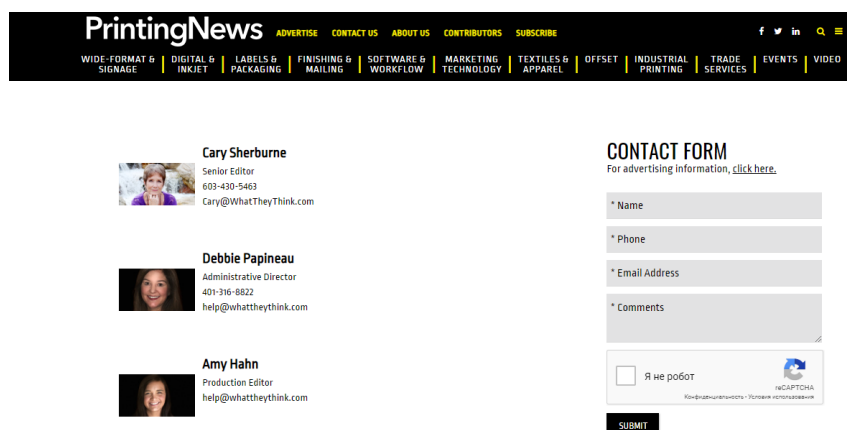 PrintingNews
ADVERTISE CONTACT US ABOUT US CONTRIBUTORS SUBSCRIBE
WIDE-FORMAT & SIGNAGE
DIGITAL & INKJET
LABELS & PACKAGING
FINISHING & MAILING
SOFTWARE & WORKFLOW
MARKETING TECHNOLOGY
TEXTILES & APPAREL
OFFSET
INDUSTRIAL PRINTING
TRADE SERVICES
EVENTS
VIDEO
Cary Sherburne
Senior Editor
603-430-5463
Cary@WhatTheyThink.com
Debbie Papineau
Administrative Director
401-316-8822
help@whattheythink.com
Amy Hahn
Production Editor
help@whattheythink.com
CONTACT FORM
For advertising information, click here.
* Name
* Phone
* Email Address
* Comments
Я не робот
reCAPTCHA
Конфиденциальность - Условия использования
SUBMIT